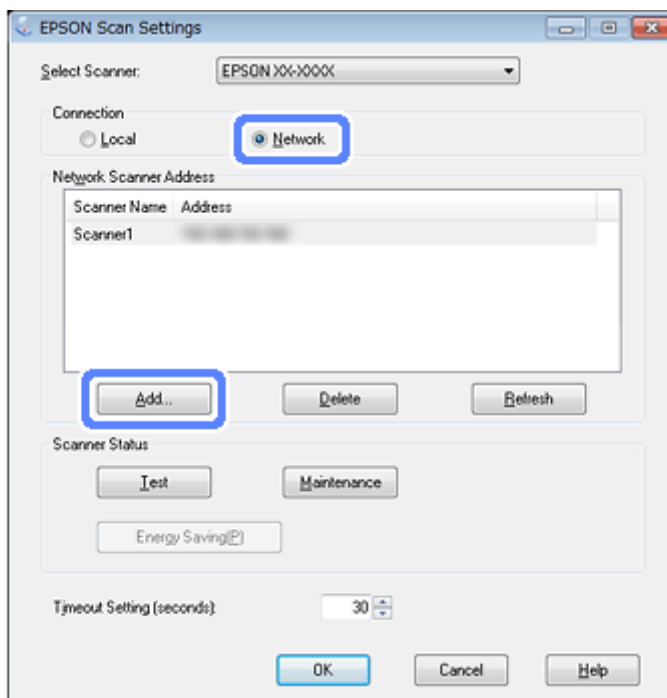 EPSON Scan Settings
Select Scanner: EPSON XX-XXXX
Connection
Local Network
Network Scanner Address
Scanner Name Address
Scanner1
Add... Delete Refresh
Scanner Status
Test Maintenance
Energy Saving(P)
Timeout Setting (seconds): 30
OK Cancel Help